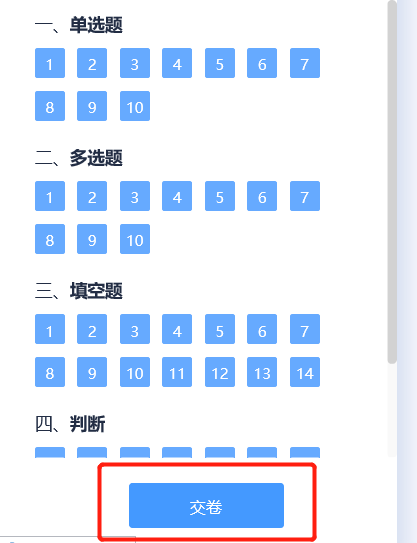 一、单选题
1 2 3 4 5 6 7
8 9 10
二、多选题
1 2 3 4 5 6 7
8 9 10
三、填空题
1 2 3 4 5 6 7
8 9 10 11 12 13 14
四、判断
交卷